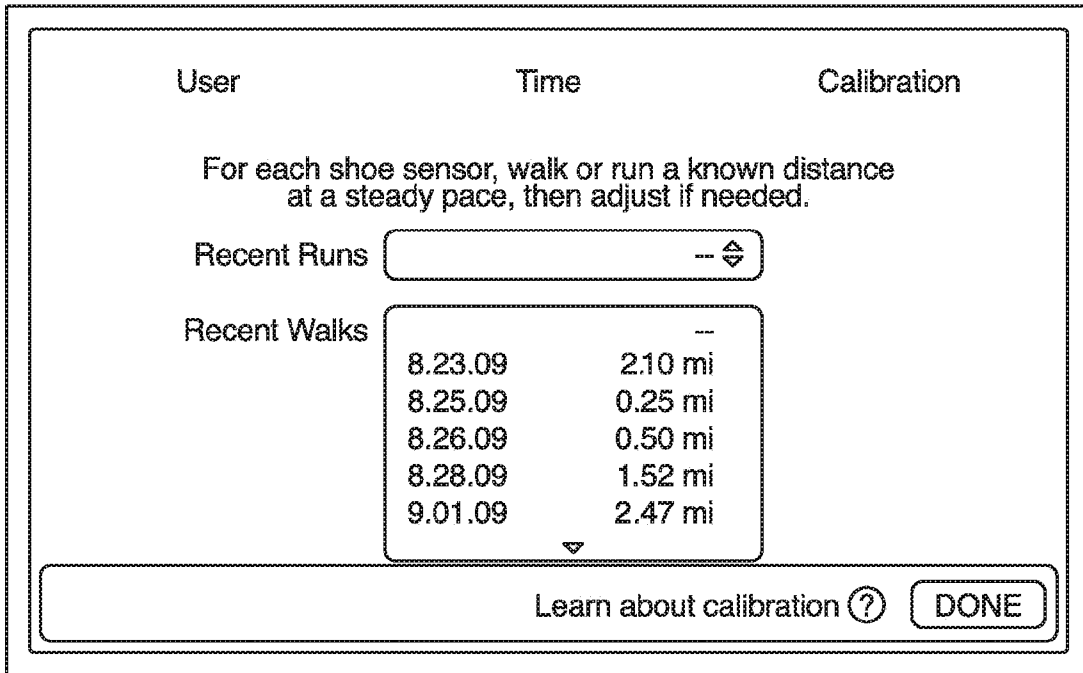 User Time Calibration
For each shoe sensor, walk or run a known distance
at a steady pace, then adjust if needed.
Recent Runs --
Recent Walks --
8.23.09 2.10 mi
8.25.09 0.25 mi
8.26.09 0.50 mi
8.28.09 1.52 mi
9.01.09 2.47 mi
Learn about calibration ? DONE